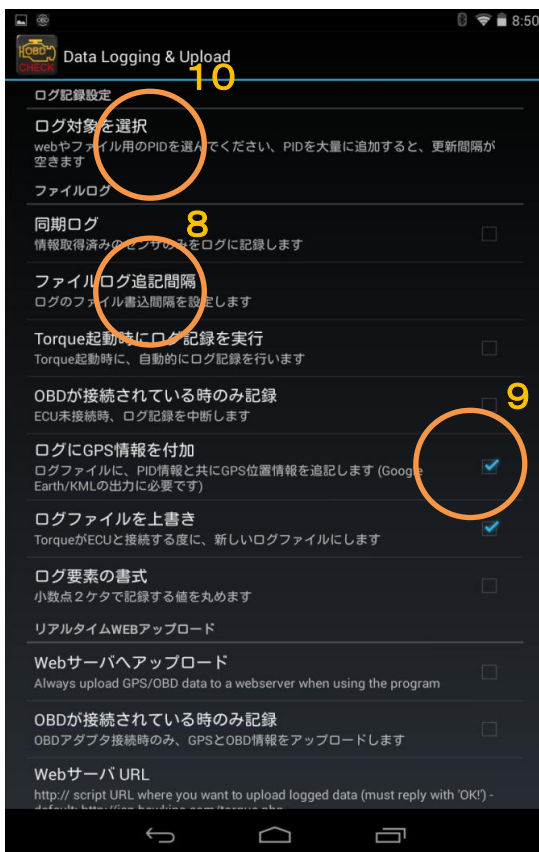 8:50
OBD
CHECK
Data Logging & Upload
10
ログ記録設定
ログ対象を選択
webやファイル用のPIDを選んでください、PIDを大量に追加すると、更新間隔が
空きます
ファイルログ
8
同期ログ
情報取得済みのセンサのみをログに記録します
ファイルログ追記間隔
ログのファイル書込間隔を設定します
Torque起動時にログ記録を実行
Torque起動時に、自動的にログ記録を行います
OBDが接続されている時のみ記録
ECU未接続時、ログ記録を中断します
9
ログにGPS情報を付加
ログファイルに、PID情報と共にGPS位置情報を追記します (Google
Earth/KMLの出力に必要です)
ログファイルを上書き
TorqueがECUと接続する度に、新しいログファイルにします
ログ要素の書式
小数点２ケタで記録する値を丸めます
リアルタイムWEBアップロード
Webサーバへアップロード
Always upload GPS/OBD data to a webserver when using the program
OBDが接続されている時のみ記録
OBDアダプタ接続時のみ、GPSとOBD情報をアップロードします
Webサーバ URL
http:// script URL where you want to upload logged data (must reply with 'OK!') -